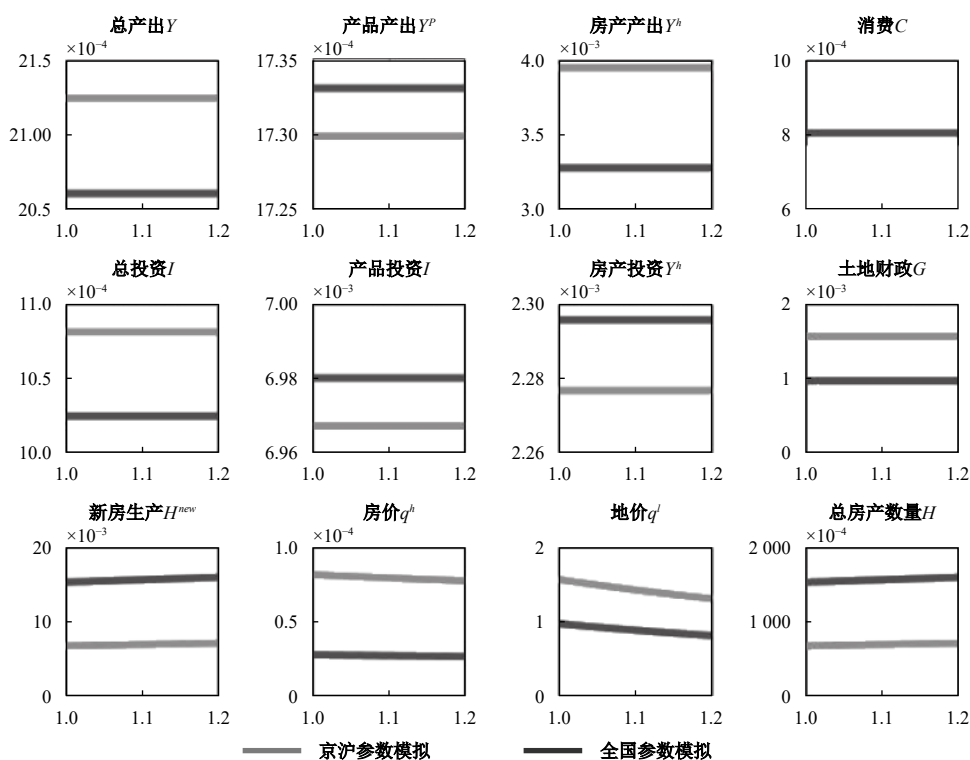 总产出Y
产品产出Y^P
房产产出Y^h
消费C
×10⁻⁴
×10⁻⁴
×10⁻³
×10⁻⁴
21.5
21.00
20.5
1.0 1.1 1.2
17.35
17.30
17.25
1.0 1.1 1.2
4.0
3.5
3.0
1.0 1.1 1.2
10
8
6
1.0 1.1 1.2
总投资I
产品投资I
房产投资Y^h
土地财政G
×10⁻⁴
×10⁻³
×10⁻³
×10⁻³
11.0
10.5
10.0
1.0 1.1 1.2
7.00
6.98
6.96
1.0 1.1 1.2
2.30
2.28
2.26
1.0 1.1 1.2
2
1
0
1.0 1.1 1.2
新房生产H^new
房价q^h
地价q^l
总房产数量H
×10⁻³
×10⁻⁴
×10⁻⁴
20
10
0
1.0 1.1 1.2
1.0
0.5
0
1.0 1.1 1.2
2
1
0
1.0 1.1 1.2
2 000
1 000
0
1.0 1.1 1.2
京沪参数模拟
全国参数模拟